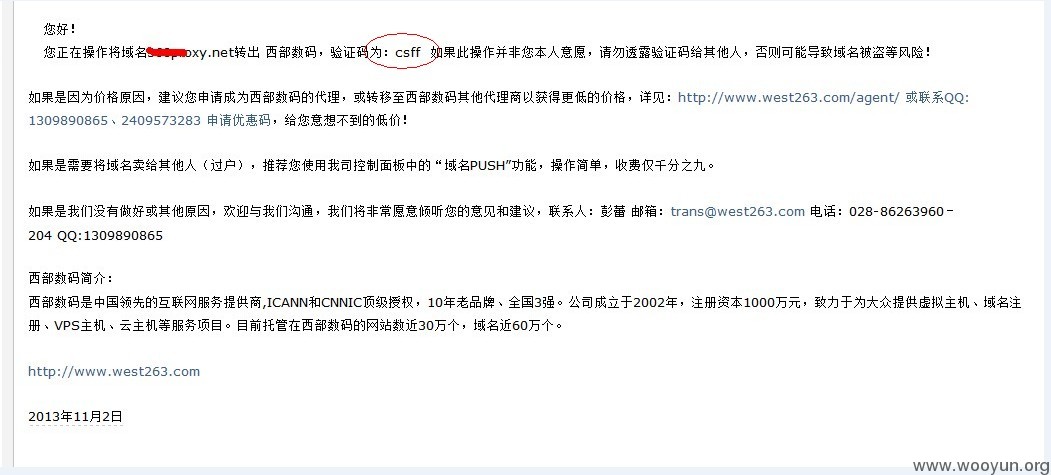 您好！
您正在操作将域名oxy.net转出 西部数码，验证码为：csff 如果此操作并非您本人意愿，请勿透露验证码给其他人，否则可能导致域名被盗等风险！
如果是因为价格原因，建议您申请成为西部数码的代理，或转移至西部数码其他代理商以获得更低的价格，详见：http://www.west263.com/agent/ 或联系QQ:
1309890865、2409573283 申请优惠码，给您意想不到的低价！
如果是需要将域名卖给其他人（过户），推荐您使用我司控制面板中的“域名PUSH”功能，操作简单，收费仅千分之九。
如果是我们没有做好或其他原因，欢迎与我们沟通，我们将非常愿意倾听您的意见和建议，联系人：彭蕾 邮箱：trans@west263.com 电话：028-86263960－
204 QQ:1309890865
西部数码简介：
西部数码是中国领先的互联网服务提供商,ICANN和CNNIC顶级授权，10年老品牌、全国3强。公司成立于2002年，注册资本1000万元，致力于为大众提供虚拟主机、域名注
册、VPS主机、云主机等服务项目。目前托管在西部数码的网站数近30万个，域名近60万个。
http://www.west263.com
2013年11月2日
www.wooyun.org